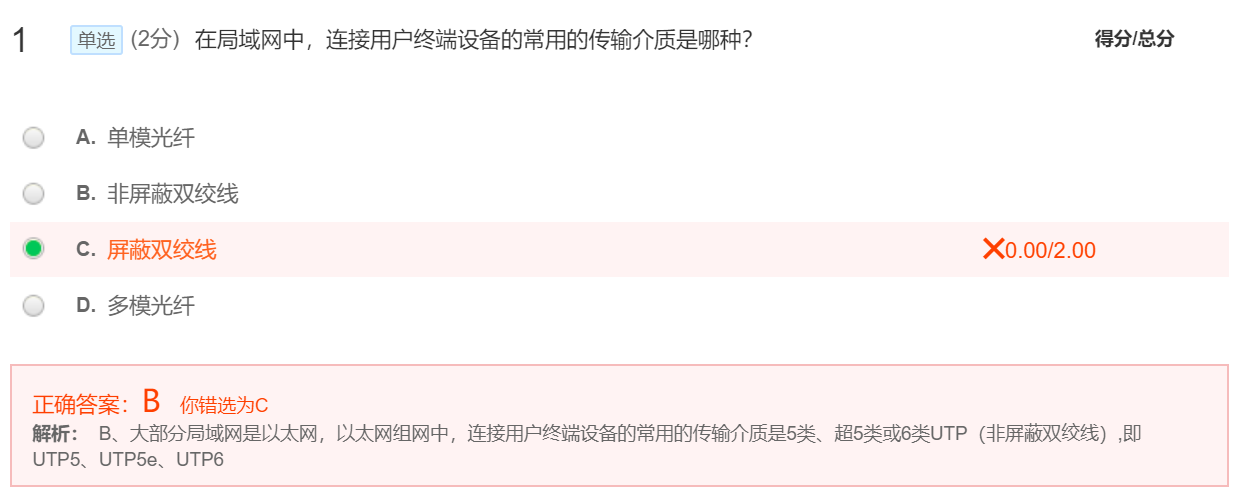 1 单选 (2分) 在局域网中，连接用户终端设备的常用的传输介质是哪种？ 得分/总分
A. 单模光纤
B. 非屏蔽双绞线
C. 屏蔽双绞线 ✕0.00/2.00
D. 多模光纤
正确答案：B 你错选为C
解析： B、大部分局域网是以太网，以太网组网中，连接用户终端设备的常用的传输介质是5类、超5类或6类UTP（非屏蔽双绞线）,即
UTP5、UTP5e、UTP6